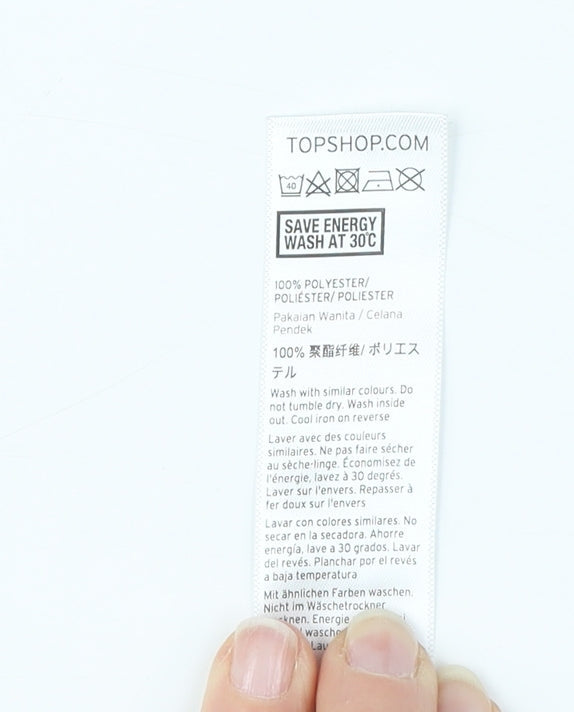 TOPSHOP.COM
40
SAVE ENERGY
WASH AT 30°C
100% POLYESTER/
POLIÉSTER/ POLIESTER
Pakaian Wanita / Celana
Pendek
100% 聚酯纤维/ ポリエス
テル
Wash with similar colours. Do
not tumble dry. Wash inside
out. Cool iron on reverse
Laver avec des couleurs
similaires. Ne pas faire sécher
au sèche-linge. Économisez de
l'énergie, lavez à 30 degrés.
Laver sur l'envers. Repasser à
fer doux sur l'envers
Lavar con colores similares. No
secar en la secadora. Ahorre
energía, lave a 30 grados. Lavar
del revés. Planchar por el revés
a baja temperatura
Mit ähnlichen Farben waschen.
Nicht im Wäschetrockner
Energie